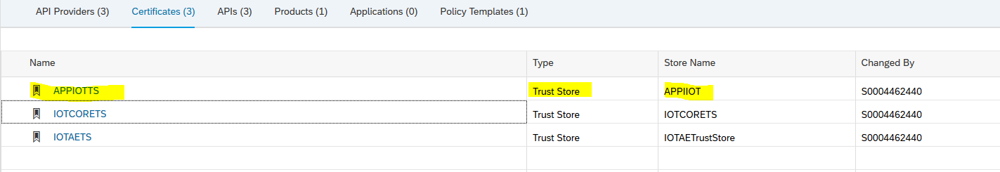 API Providers (3) Certificates (3) APIs (3) Products (1) Applications (0) Policy Templates (1)
Name Type Store Name Changed By
APPIOTTS Trust Store APPIIOT S0004462440
IOTCORETS Trust Store IOTCORETS S0004462440
IOTAETS Trust Store IOTAETrustStore S0004462440